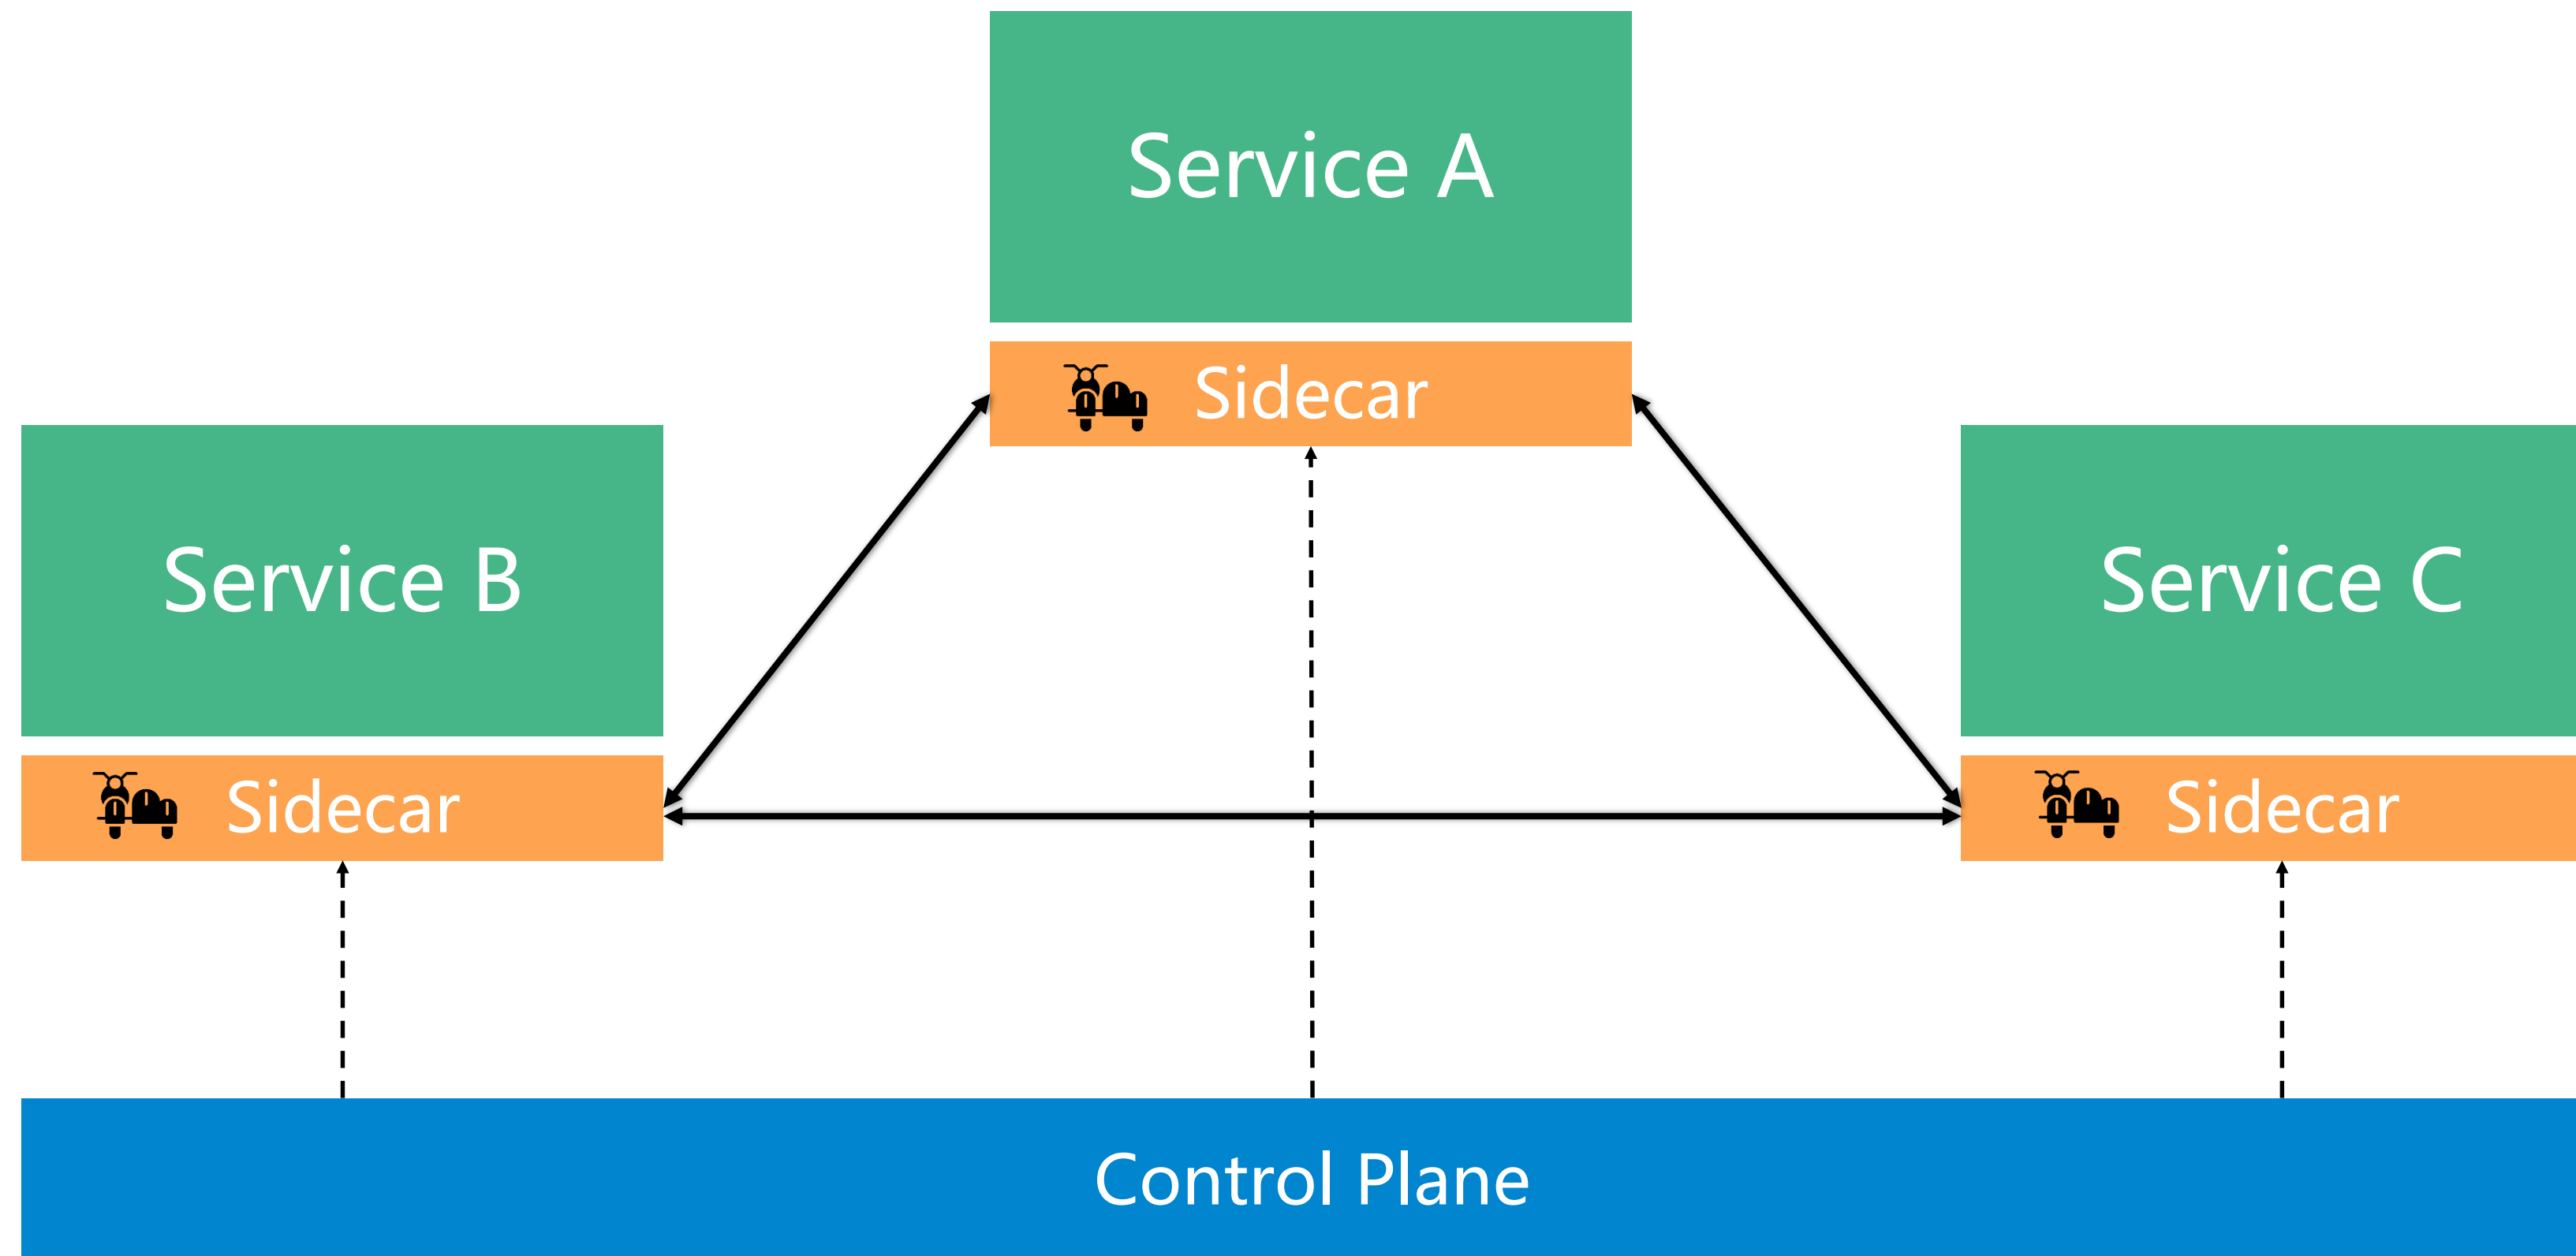 Service A
Sidecar
Service B
Service C
Sidecar
Sidecar
Control Plane